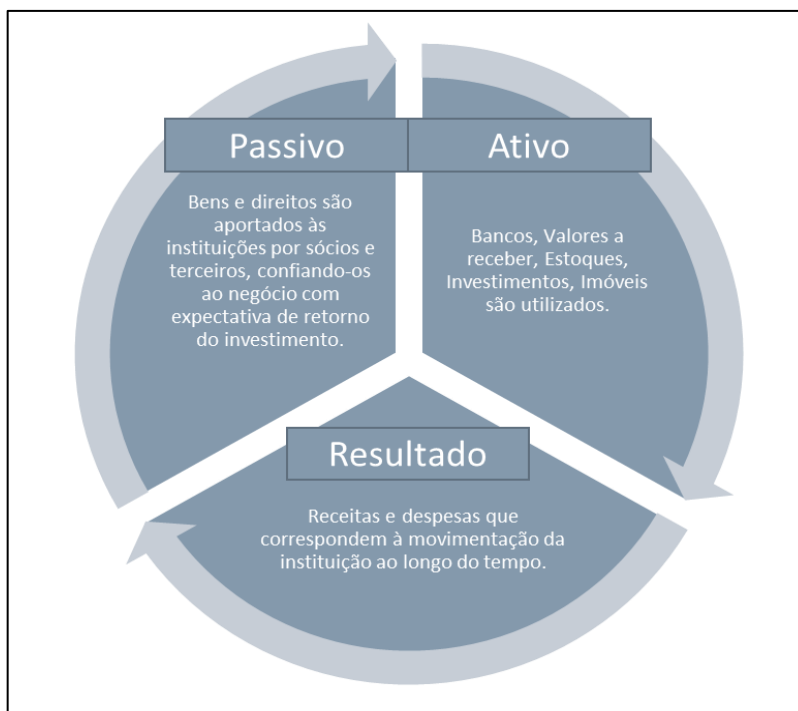 Passivo
Bens e direitos são
aportados às
instituições por sócios e
terceiros, confiando-os
ao negócio com
expectativa de retorno
do investimento.
Ativo
Bancos, Valores a
receber, Estoques,
Investimentos, Imóveis
são utilizados.
Resultado
Receitas e despesas que
correspondem à movimentação da
instituição ao longo do tempo.